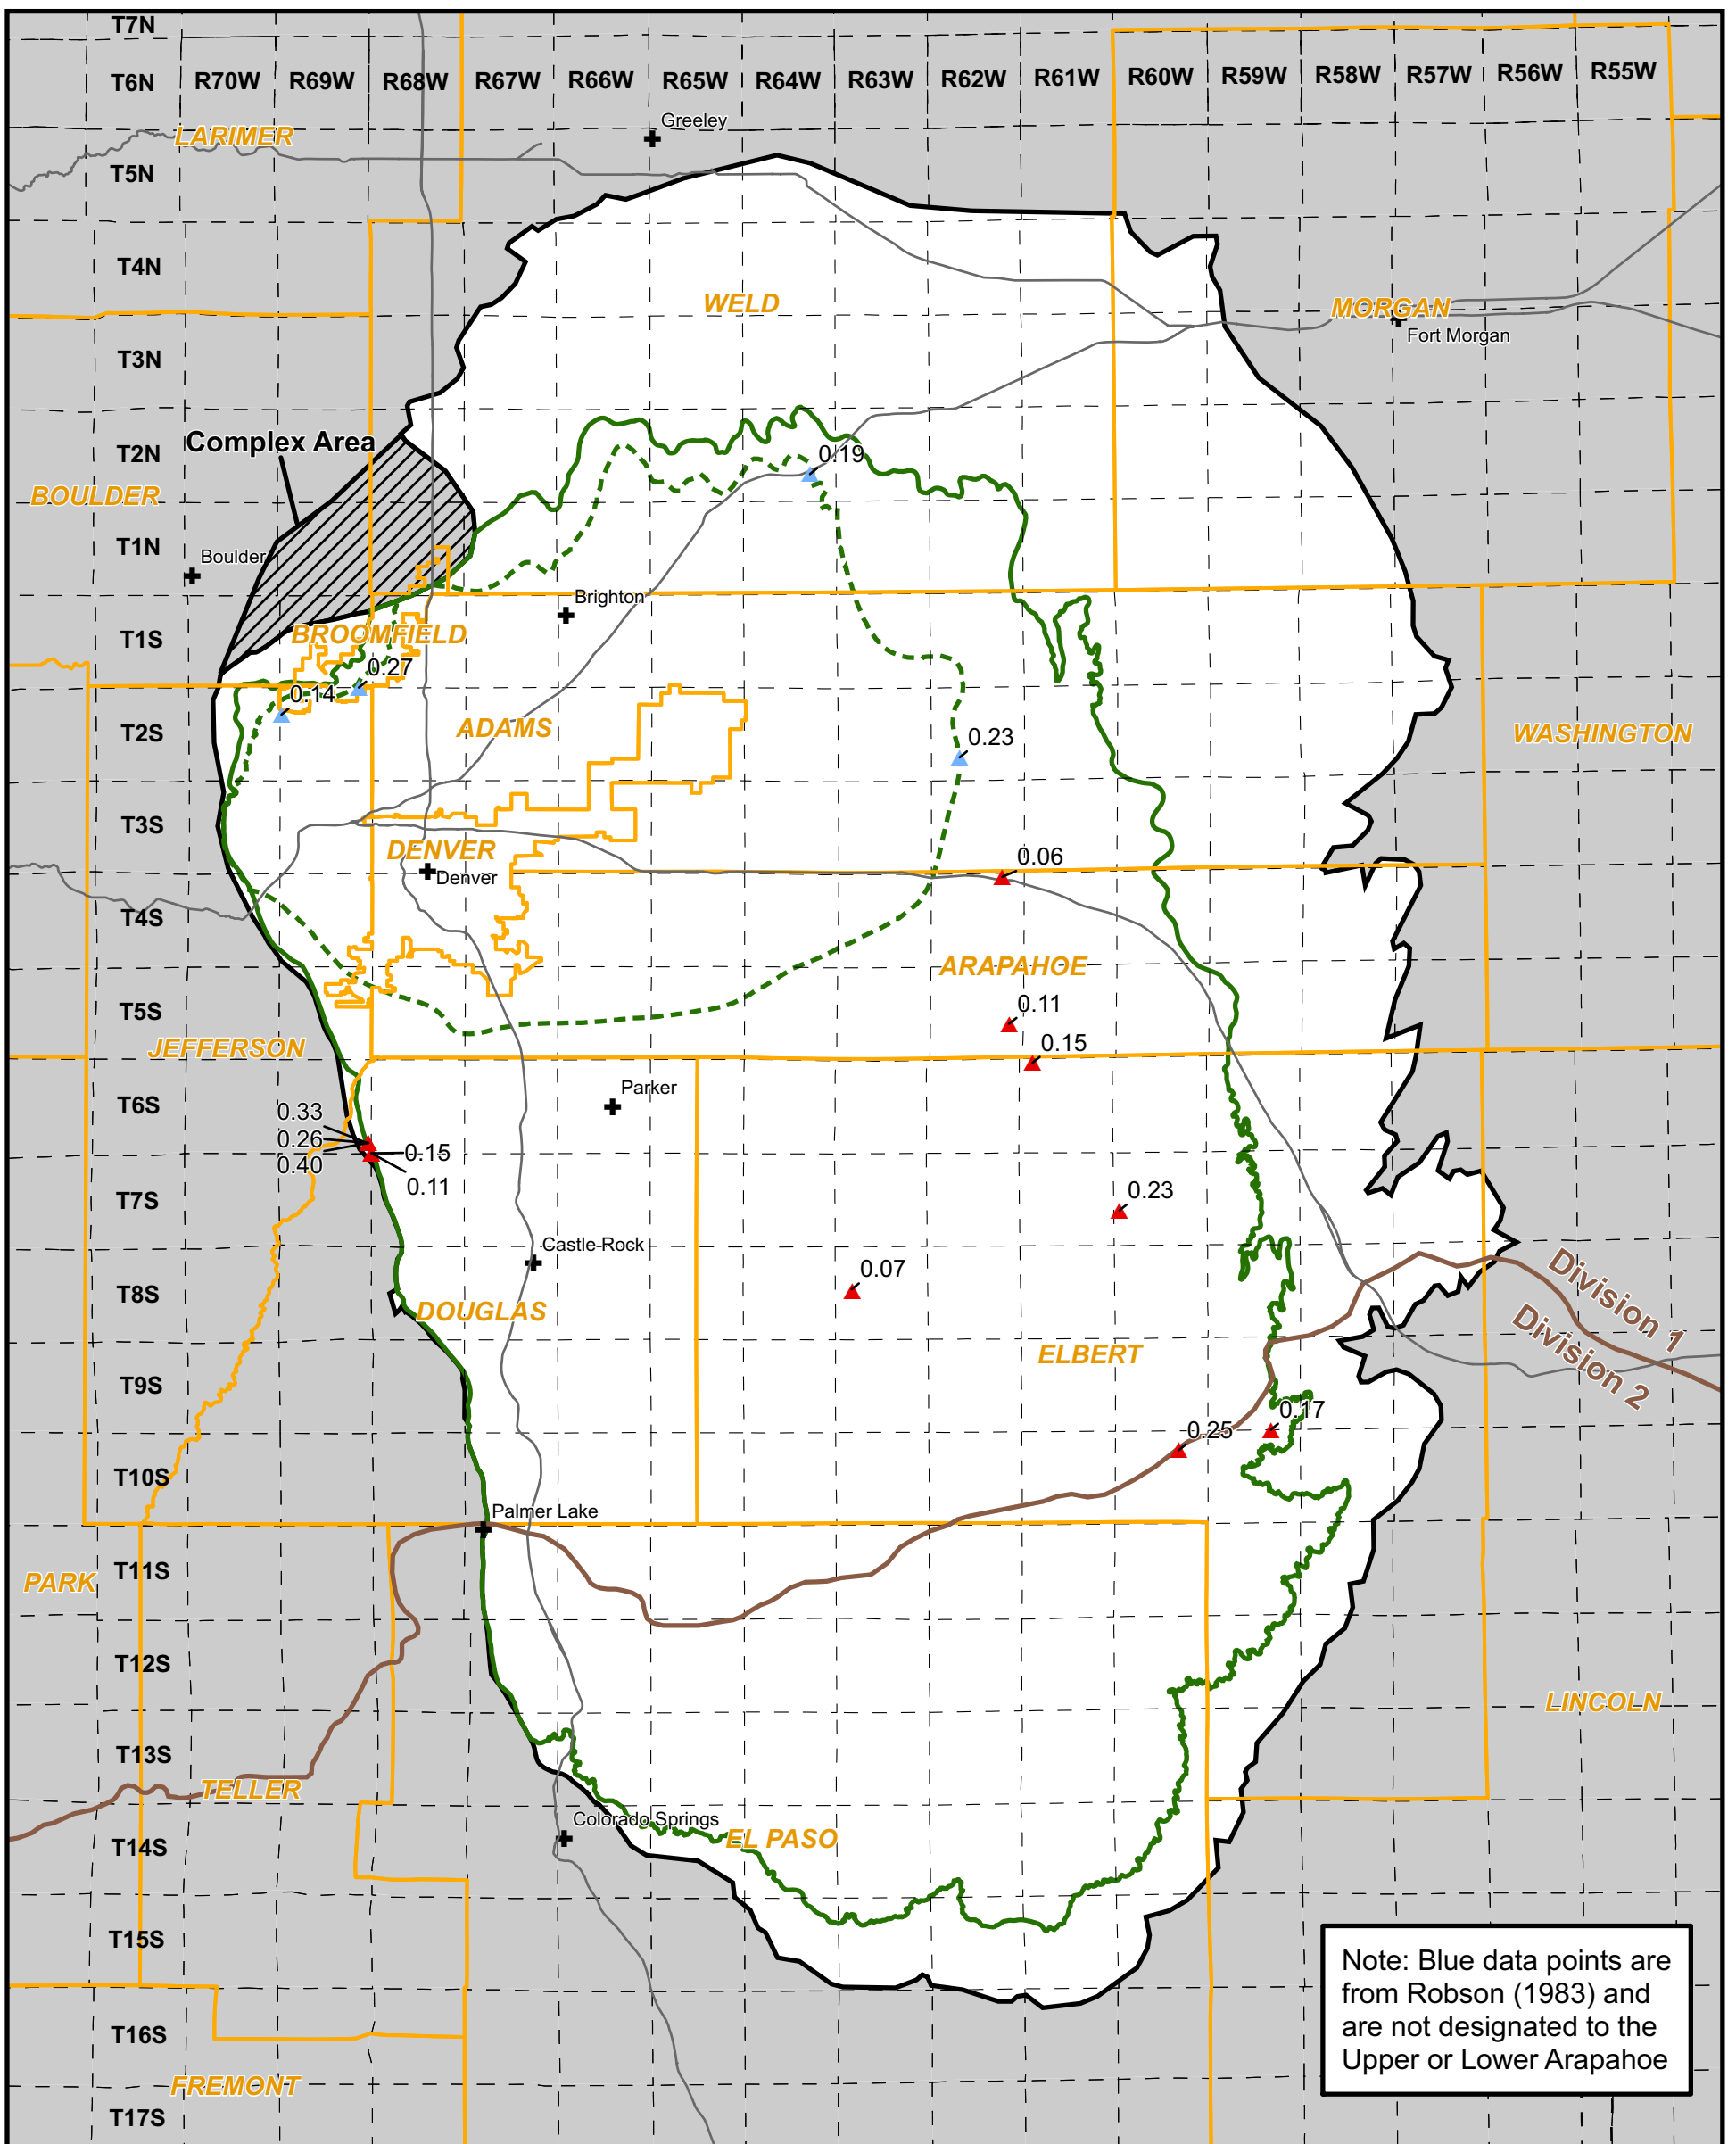 T7N
T6N
R70W
R69W
R68W
R67W
R66W
R65W
R64W
R63W
R62W
R61W
R60W
R59W
R58W
R57W
R56W
R55W
Greeley
LARIMER
T5N
T4N
WELD
MORGAN
Fort Morgan
T3N
Complex Area
T2N
0.19
BOULDER
T1N
Boulder
Brighton
T1S
BROOMFIELD
0.27
0.14
T2S
ADAMS
0.23
WASHINGTON
T3S
DENVER
Denver
0.06
T4S
ARAPAHOE
T5S
0.11
JEFFERSON
0.15
Parker
T6S
0.33
0.26
0.40
0.15
0.11
T7S
0.23
Castle Rock
0.07
T8S
DOUGLAS
Division 1
Division 2
ELBERT
T9S
0.17
0.25
T10S
Palmer Lake
T11S
PARK
T12S
LINCOLN
T13S
TELLER
Colorado Springs
T14S
EL PASO
T15S
Note: Blue data points are
from Robson (1983) and
are not designated to the
Upper or Lower Arapahoe
T16S
FREMONT
T17S